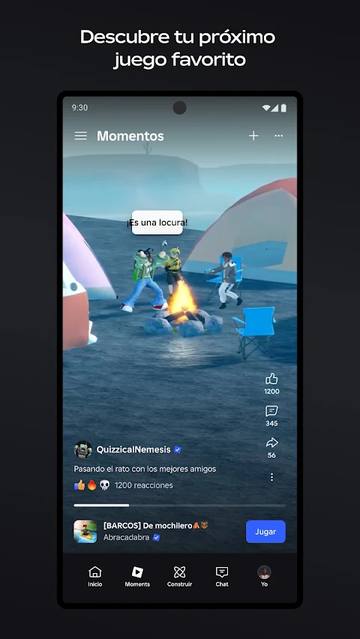 Descubre tu próximo
juego favorito
9:30
Momentos
¡Es una locura!
1200
345
56
QuizzicalNemesis
Pasando el rato con los mejores amigos
1200 reacciones
[BARCOS] De mochilero
Abracadabra
Jugar
Inicio
Moments
Construir
Chat
Yo